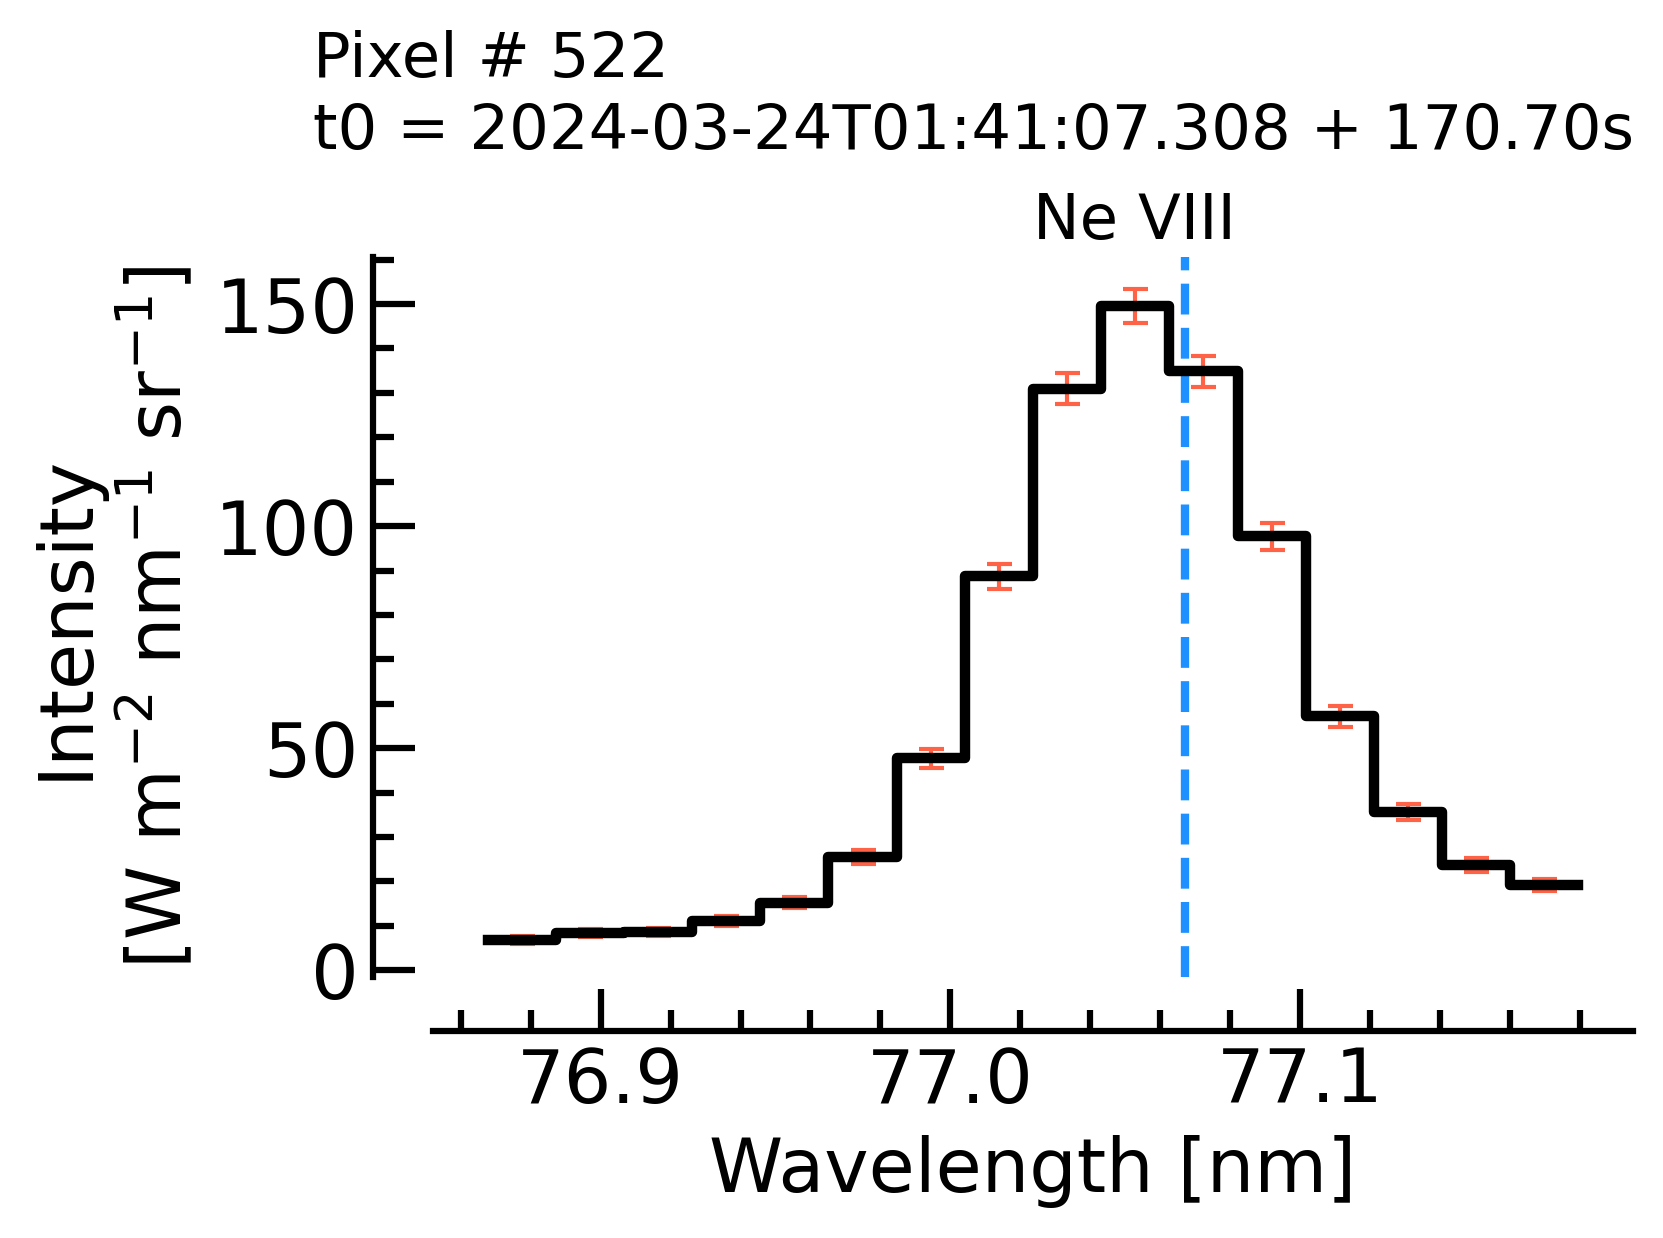 Pixel # 522
t0 = 2024-03-24T01:41:07.308 + 170.70s
Ne VIII
Intensity
[W m⁻² nm⁻¹ sr⁻¹]
150
100
50
0
76.9 77.0 77.1
Wavelength [nm]